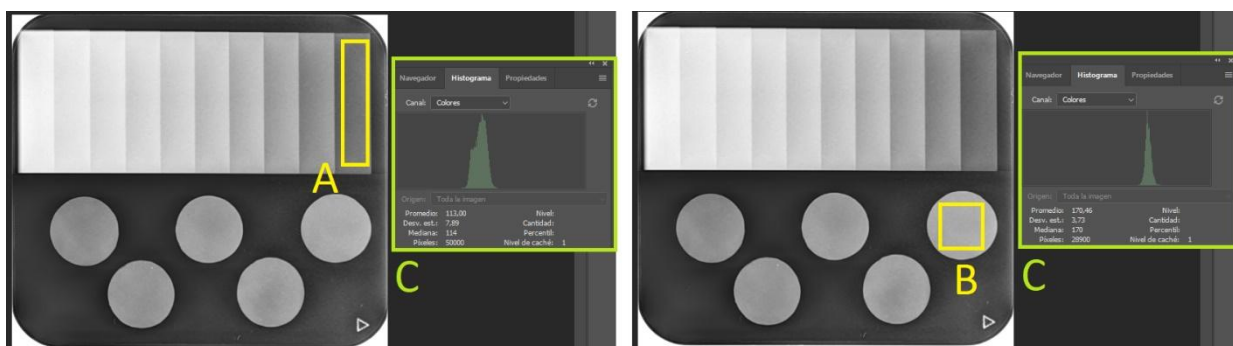 A
Navegador Histograma Propiedades
Canal: Colores
Origen: Toda la imagen
Promedio: 113,00 Nivel:
Desv. est.: 7,89 Cantidad:
Mediana: 114 Percentil:
Píxeles: 50000 Nivel de caché: 1
C
Navegador Histograma Propiedades
Canal: Colores
Origen: Toda la imagen
Promedio: 170,46 Nivel:
Desv. est.: 3,73 Cantidad:
Mediana: 170 Percentil:
Píxeles: 28900 Nivel de caché: 1
B
C